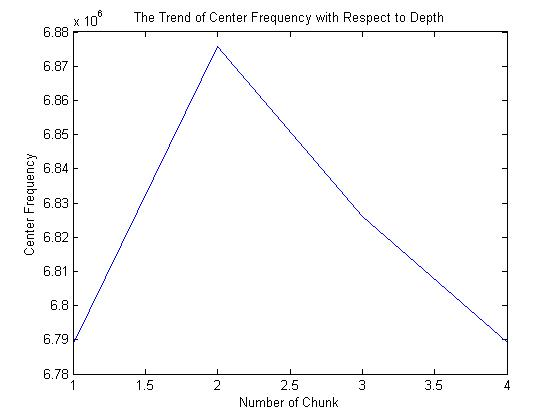 The Trend of Center Frequency with Respect to Depth
x 10^6
6.88
6.87
6.86
6.85
6.84
6.83
6.82
6.81
6.8
6.79
6.78
Center Frequency
1 1.5 2 2.5 3 3.5 4
Number of Chunk